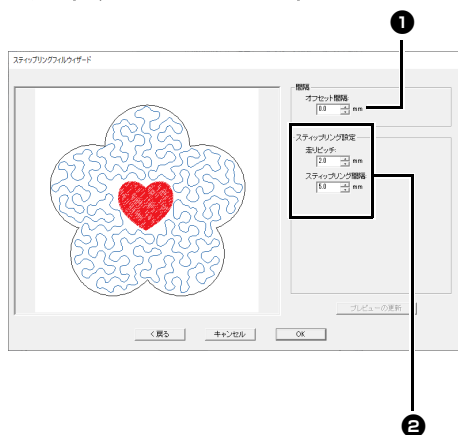 ❶
スティップリングフィルウィザード
間隔
オフセット間隔:
0.0 mm
スティップリング設定
走りピッチ:
2.0 mm
スティップリング間隔:
5.0 mm
プレビューの更新
< 戻る キャンセル OK
❷